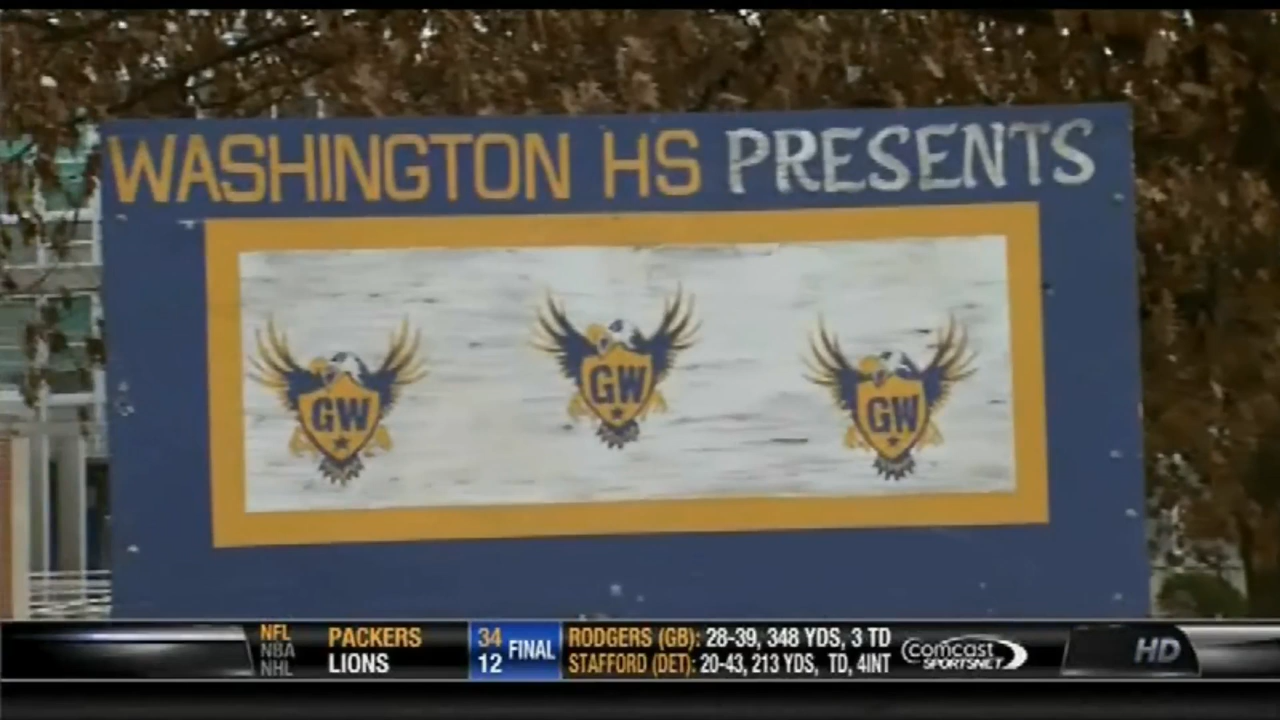 WASHINGTON HS PRESENTS
GW GW GW
NFL
NBA
NHL
PACKERS 34
LIONS 12
FINAL
RODGERS (GB): 28-39, 348 YDS, 3 TD
STAFFORD (DET): 20-43, 213 YDS, TD, 4INT
Comcast
SPORTSNET
HD